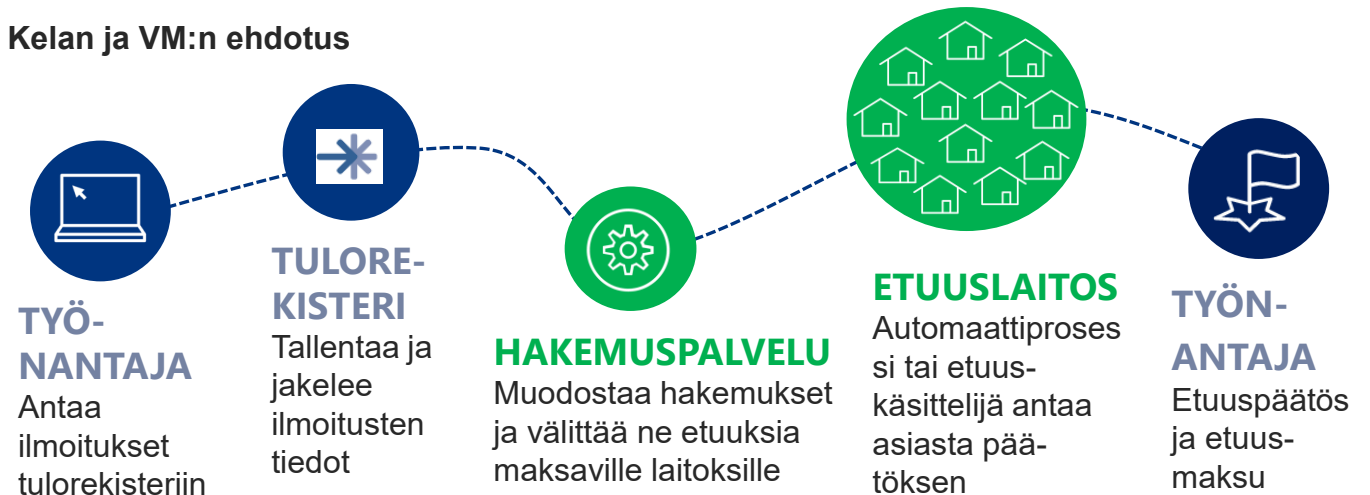 Kelan ja VM:n ehdotus
TYÖ-
NANTAJA
Antaa
ilmoitukset
tulorekisteriin
TULORE-
KISTERI
Tallentaa ja
jakelee
ilmoitusten
tiedot
HAKEMUSPALVELU
Muodostaa hakemukset
ja välittää ne etuuksia
maksaville laitoksille
ETUUSLAITOS
Automaattiproses
si tai etuus-
käsittelijä antaa
asiasta pää-
töksen
TYÖN-
ANTAJA
Etuuspäätös
ja etuus-
maksu